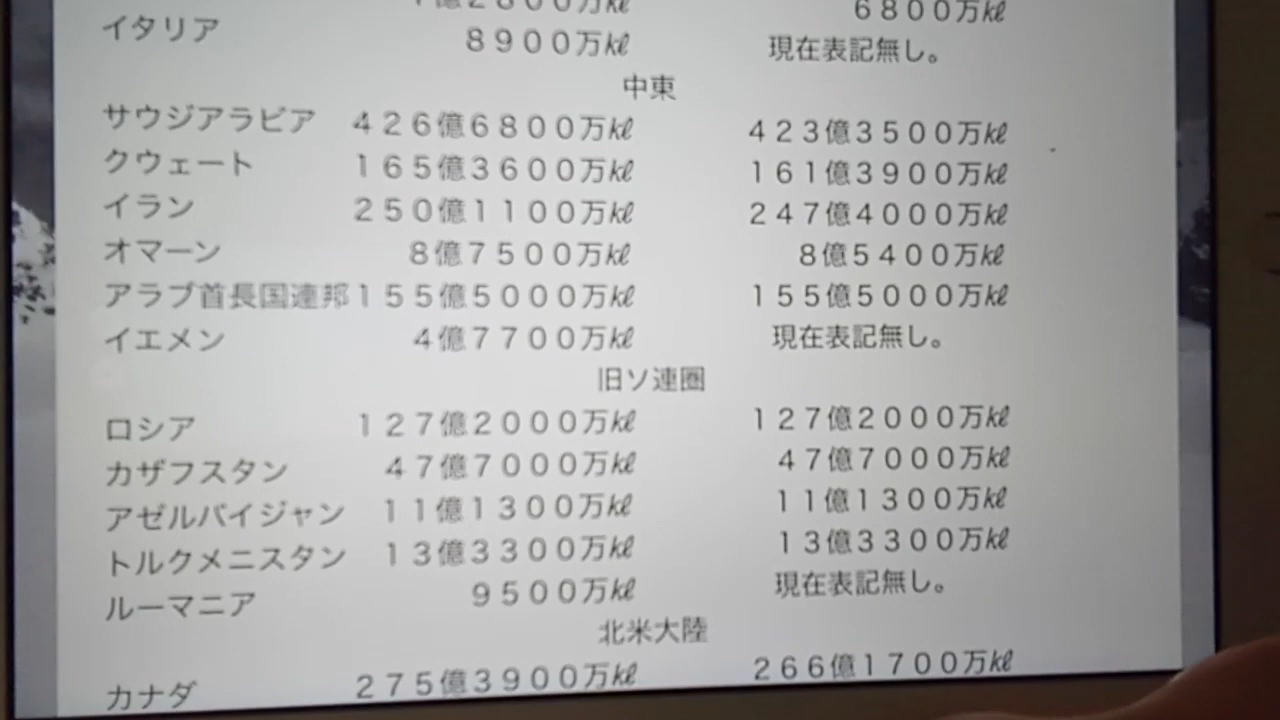 6800万㎘
イタリア 8900万㎘ 現在表記無し。
中東
サウジアラビア 426億6800万㎘ 423億3500万㎘
クウェート 165億3600万㎘ 161億3900万㎘
イラン 250億1100万㎘ 247億4000万㎘
オマーン 8億7500万㎘ 8億5400万㎘
アラブ首長国連邦 155億5000万㎘ 155億5000万㎘
イエメン 4億7700万㎘ 現在表記無し。
旧ソ連圏
ロシア 127億2000万㎘ 127億2000万㎘
カザフスタン 47億7000万㎘ 47億7000万㎘
アゼルバイジャン 11億1300万㎘ 11億1300万㎘
トルクメニスタン 13億3300万㎘ 13億3300万㎘
ルーマニア 9500万㎘ 現在表記無し。
北米大陸
カナダ 275億3900万㎘ 266億1700万㎘